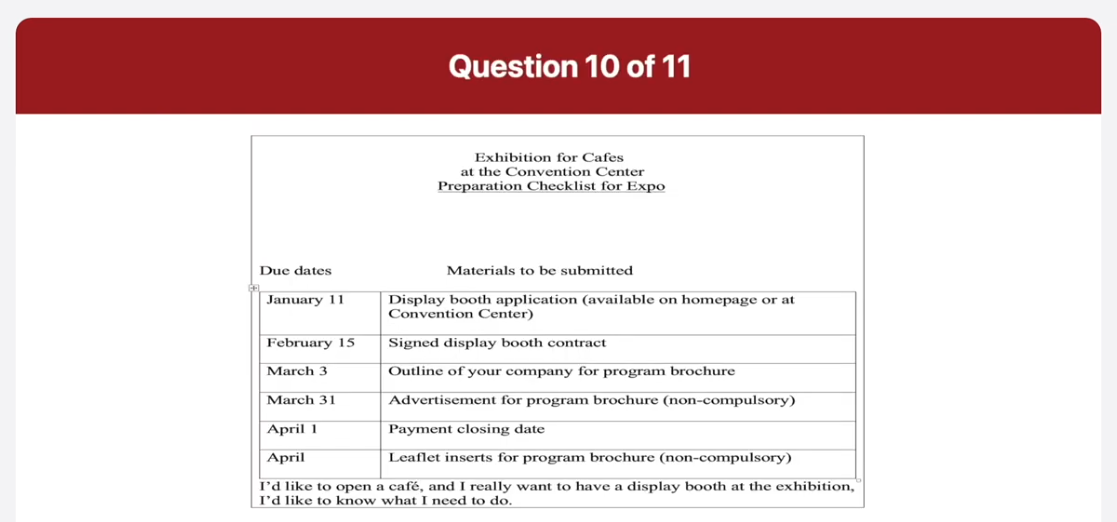 Question 10 of 11
Exhibition for Cafes
at the Convention Center
Preparation Checklist for Expo
Due dates Materials to be submitted
January 11 Display booth application (available on homepage or at
Convention Center)
February 15 Signed display booth contract
March 3 Outline of your company for program brochure
March 31 Advertisement for program brochure (non-compulsory)
April 1 Payment closing date
April Leaflet inserts for program brochure (non-compulsory)
I'd like to open a café, and I really want to have a display booth at the exhibition,
I'd like to know what I need to do.